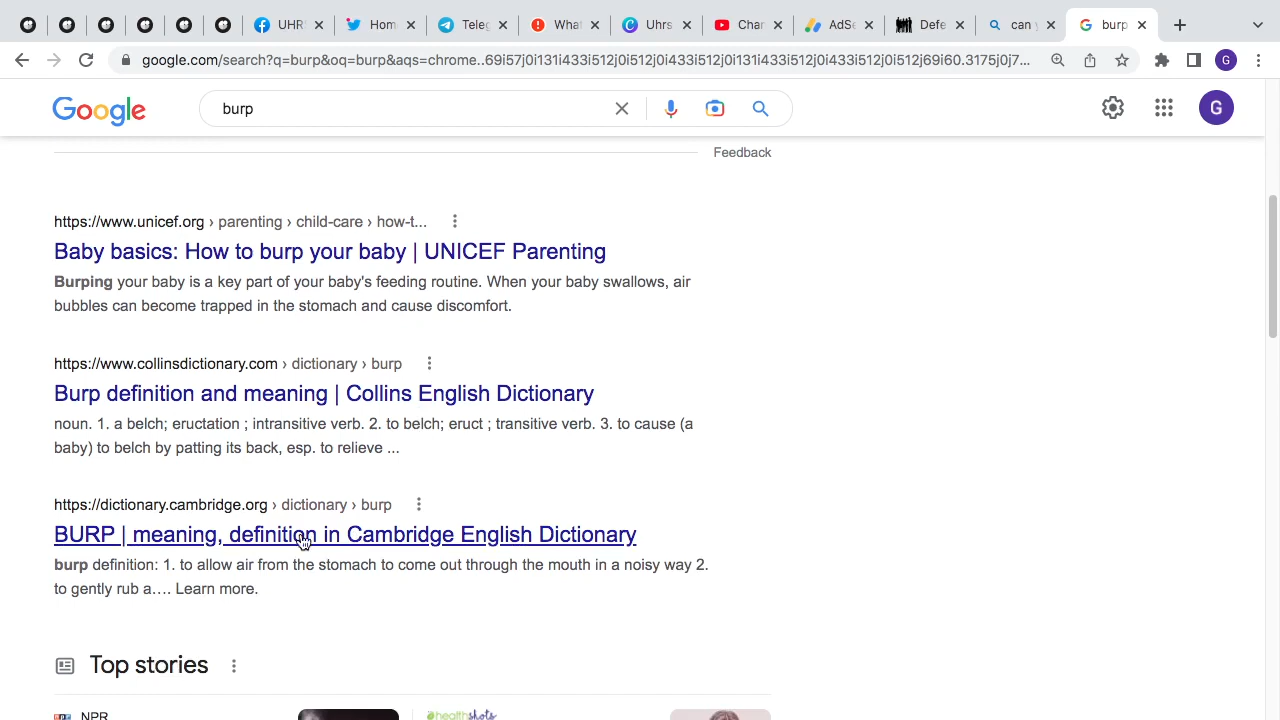 UHR
Hom
Teleg
What
Uhrs
Char
AdSe
Defe
can y
burp
google.com/search?q=burp&oq=burp&aqs=chrome..69i57j0i131i433i512j0i512j0i433i512j0i131i433i512j0i433i512j0i512j69i60.3175j0j7...
G
Google
burp
G
Feedback
https://www.unicef.org › parenting › child-care › how-t...
Baby basics: How to burp your baby | UNICEF Parenting
Burping your baby is a key part of your baby's feeding routine. When your baby swallows, air
bubbles can become trapped in the stomach and cause discomfort.
https://www.collinsdictionary.com › dictionary › burp
Burp definition and meaning | Collins English Dictionary
noun. 1. a belch; eructation ; intransitive verb. 2. to belch; eruct ; transitive verb. 3. to cause (a
baby) to belch by patting its back, esp. to relieve ...
https://dictionary.cambridge.org › dictionary › burp
BURP | meaning, definition in Cambridge English Dictionary
burp definition: 1. to allow air from the stomach to come out through the mouth in a noisy way 2.
to gently rub a…. Learn more.
Top stories
NPR
healthshots